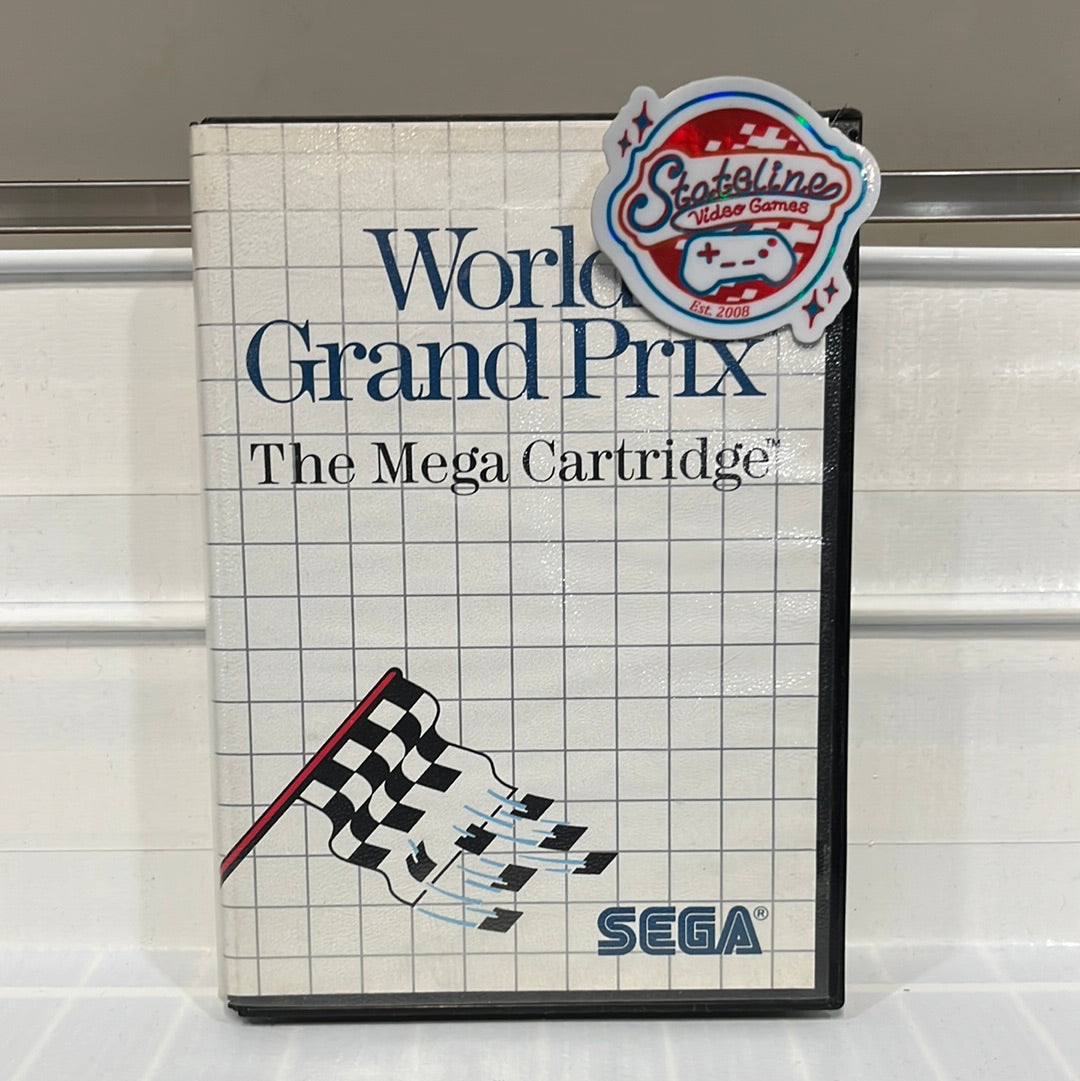 Stateline
Video Games
Est. 2008
World
Grand Prix
The Mega Cartridge™
SEGA®